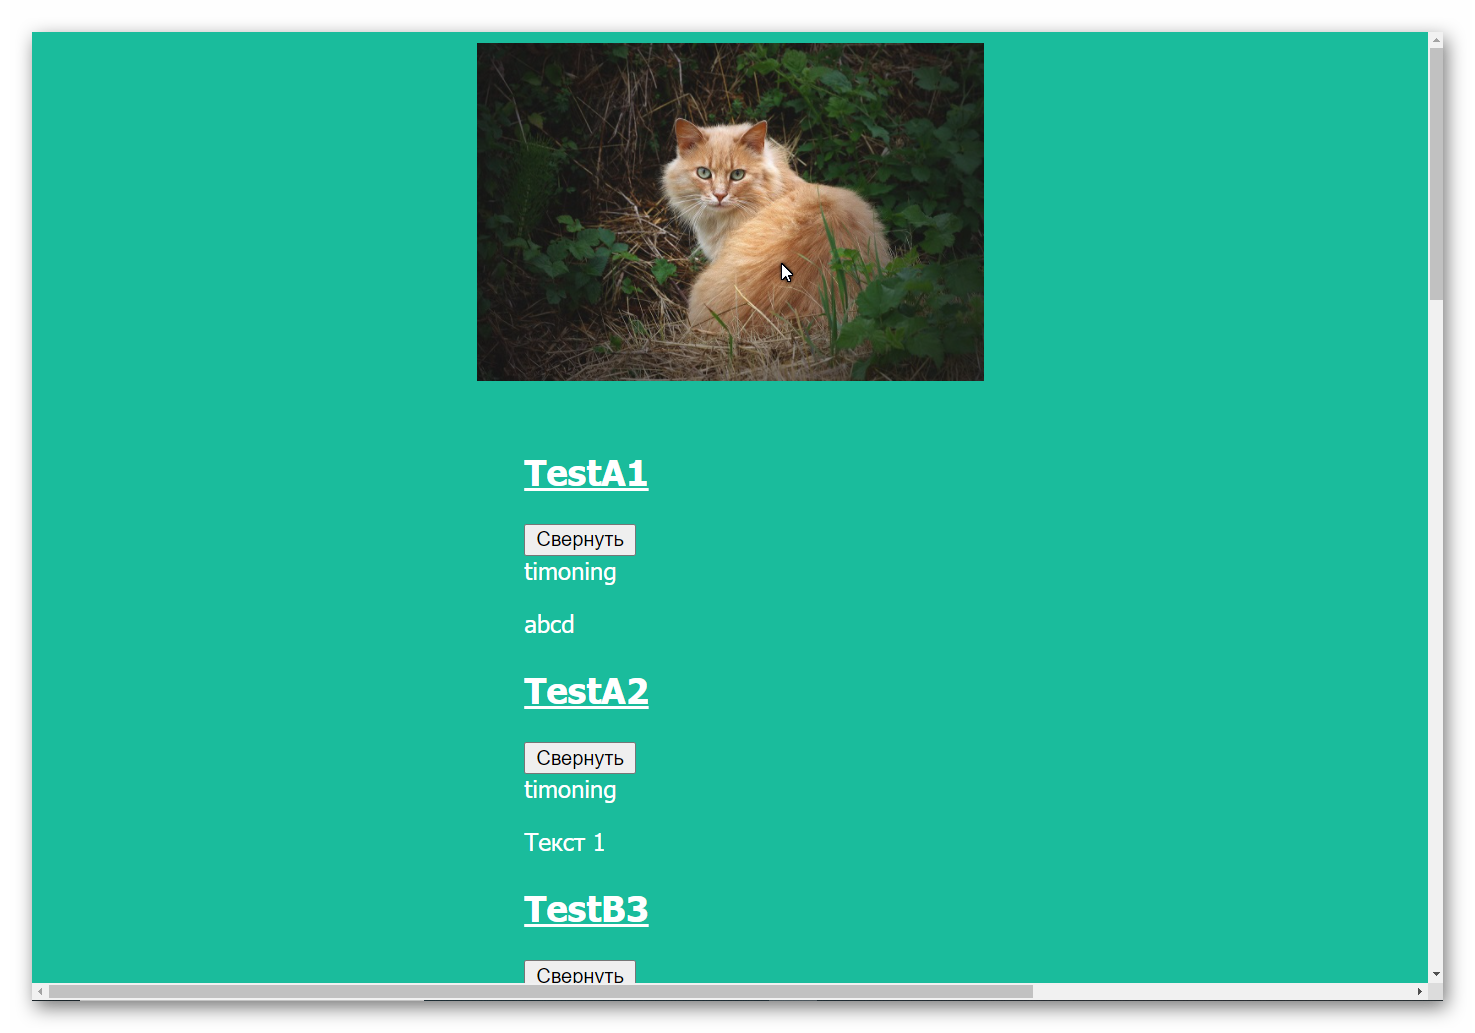 TestA1
Свернуть
timoning
abcd
TestA2
Свернуть
timoning
Текст 1
TestB3
Свернуть